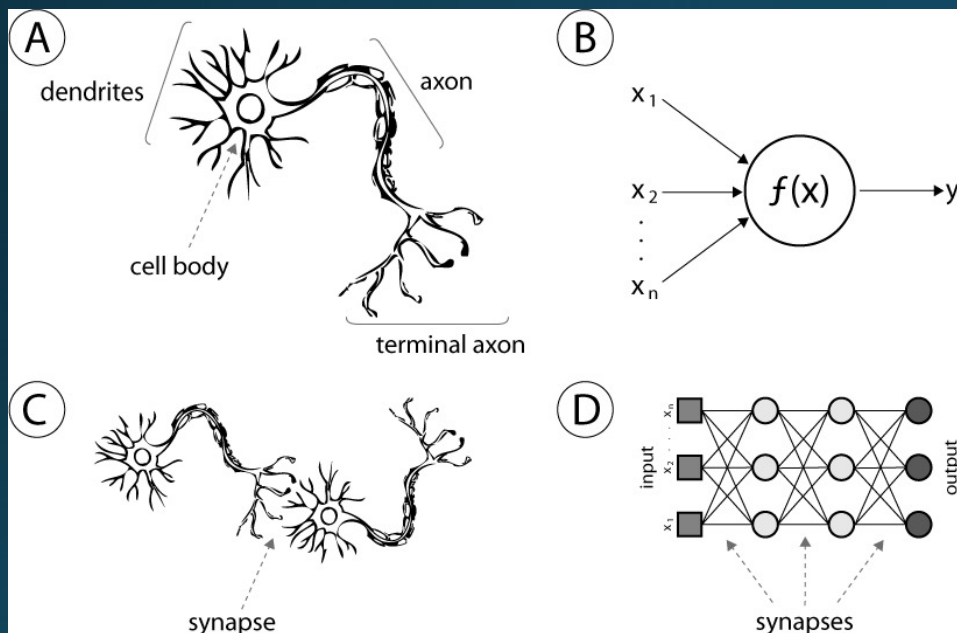 A
dendrites
axon
cell body
terminal axon
B
x₁
x₂
xₙ
f(x)
y
C
synapse
D
input
xₙ
x₂
x₁
output
synapses